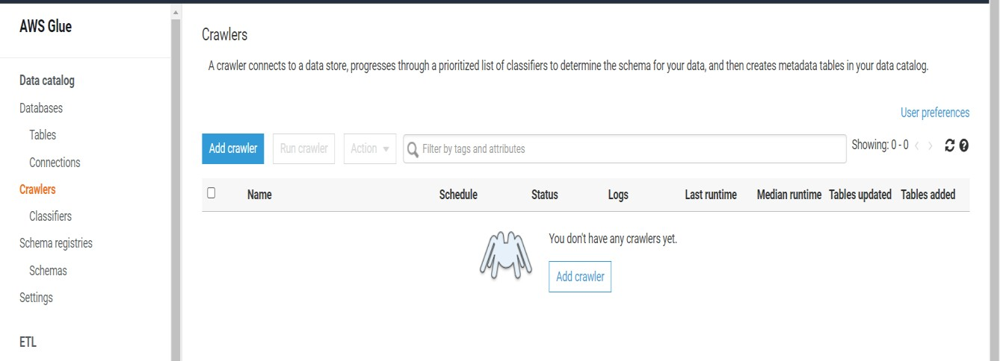 AWS Glue
Data catalog
Databases
Tables
Connections
Crawlers
Classifiers
Schema registries
Schemas
Settings
ETL
Crawlers
A crawler connects to a data store, progresses through a prioritized list of classifiers to determine the schema for your data, and then creates metadata tables in your data catalog.
User preferences
Add crawler Run crawler Action Filter by tags and attributes Showing: 0 - 0
Name Schedule Status Logs Last runtime Median runtime Tables updated Tables added
You don't have any crawlers yet.
Add crawler